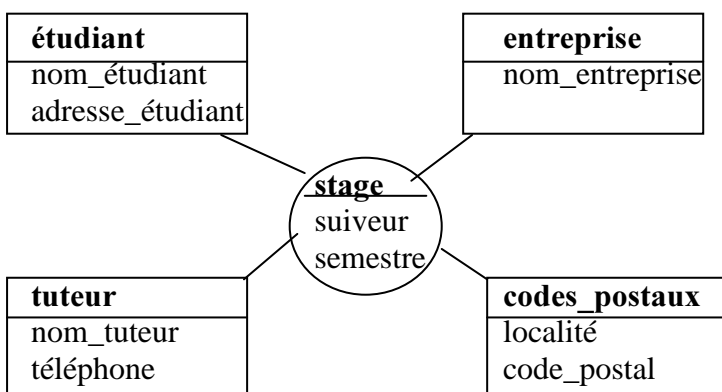 étudiant
nom_étudiant
adresse_étudiant
entreprise
nom_entreprise
stage
suiveur
semestre
tuteur
nom_tuteur
téléphone
codes_postaux
localité
code_postal